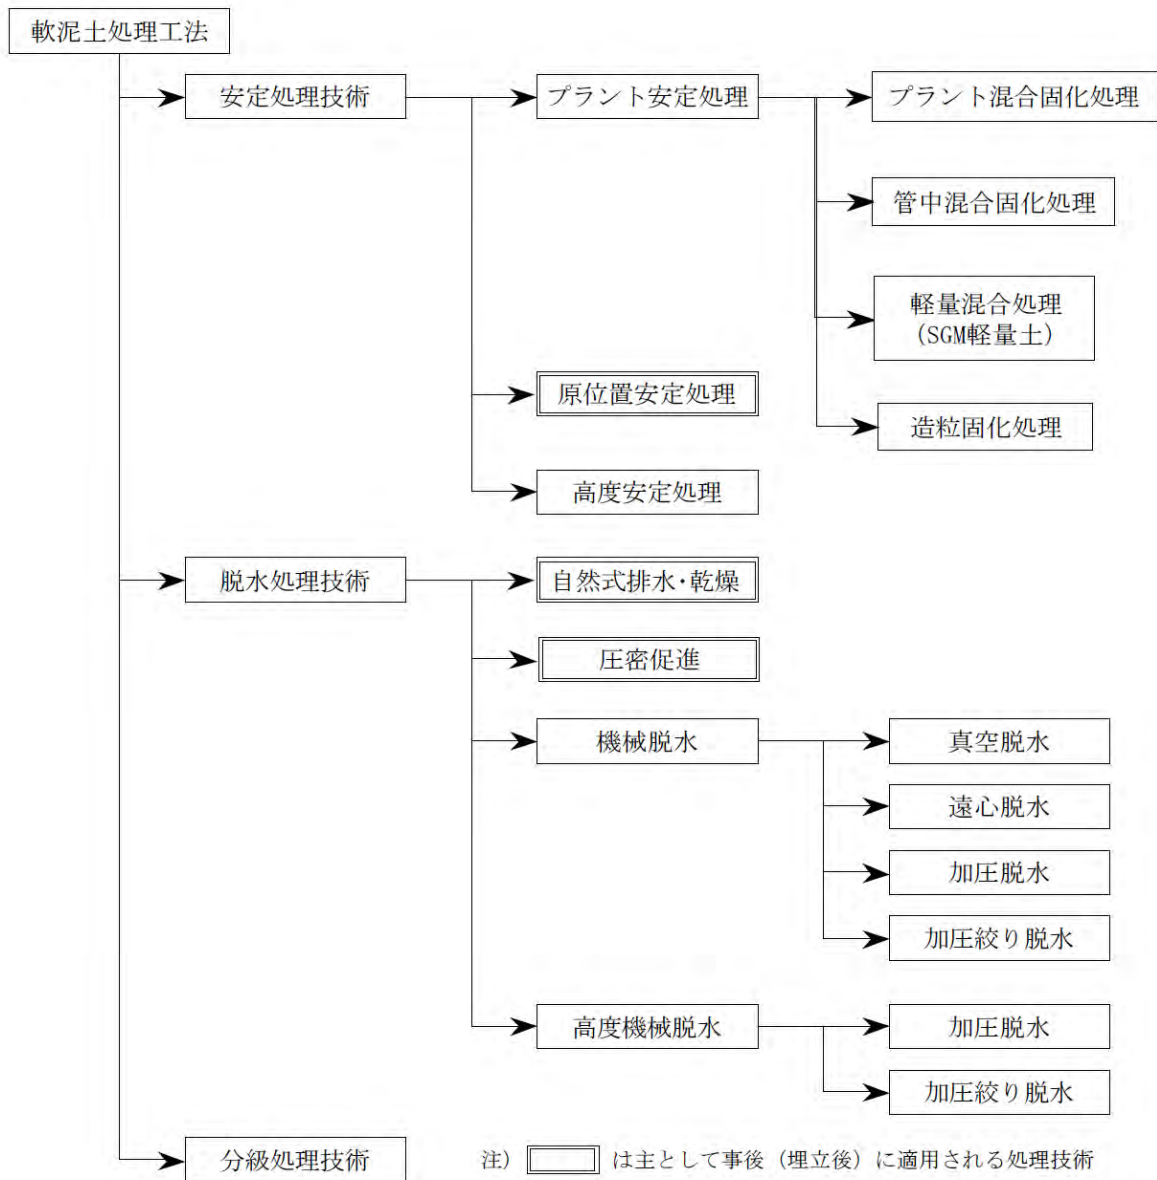 軟泥土処理工法
安定処理技術
プラント安定処理
プラント混合固化処理
管中混合固化処理
軽量混合処理
(SGM軽量土)
造粒固化処理
原位置安定処理
高度安定処理
脱水処理技術
自然式排水・乾燥
圧密促進
機械脱水
真空脱水
遠心脱水
加圧脱水
加圧絞り脱水
高度機械脱水
加圧脱水
加圧絞り脱水
分級処理技術
注) は主として事後（埋立後）に適用される処理技術